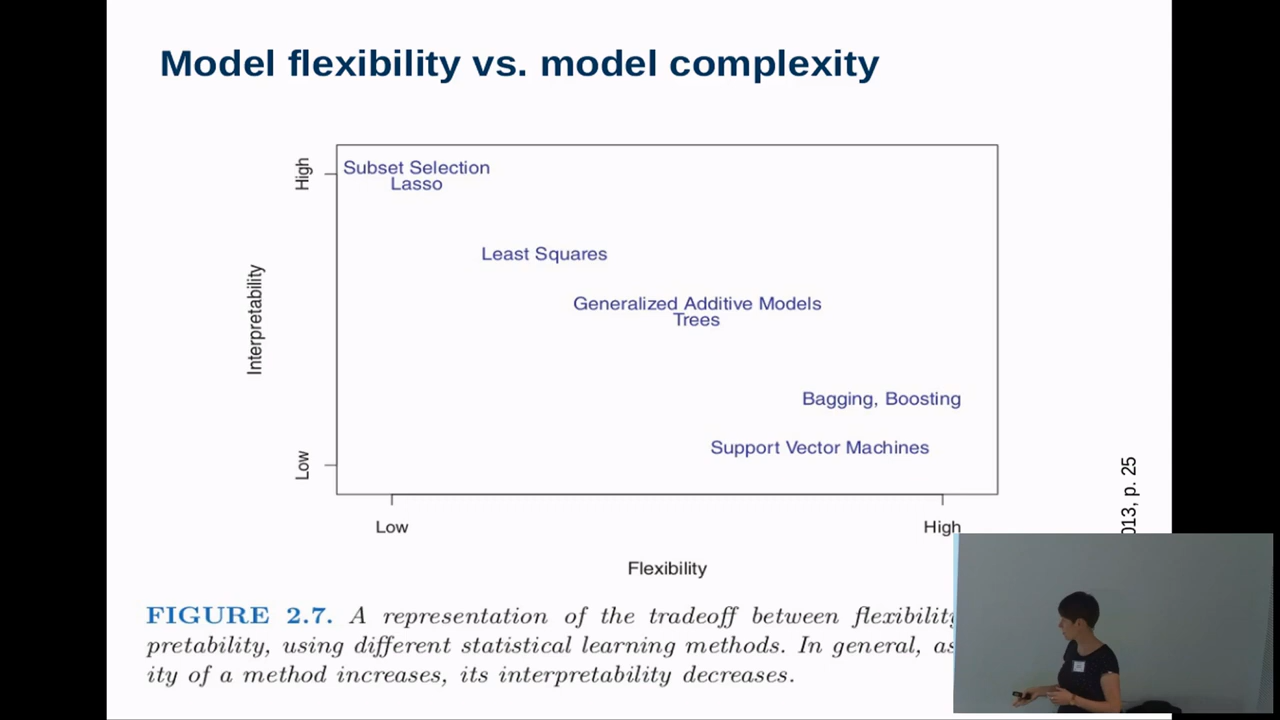 Model flexibility vs. model complexity
High
Subset Selection
Lasso
Least Squares
Interpretability
Generalized Additive Models
Trees
Bagging, Boosting
Support Vector Machines
Low
Low
High
Flexibility
013, p. 25
FIGURE 2.7. A representation of the tradeoff between flexibility
pretability, using different statistical learning methods. In general, as
ity of a method increases, its interpretability decreases.